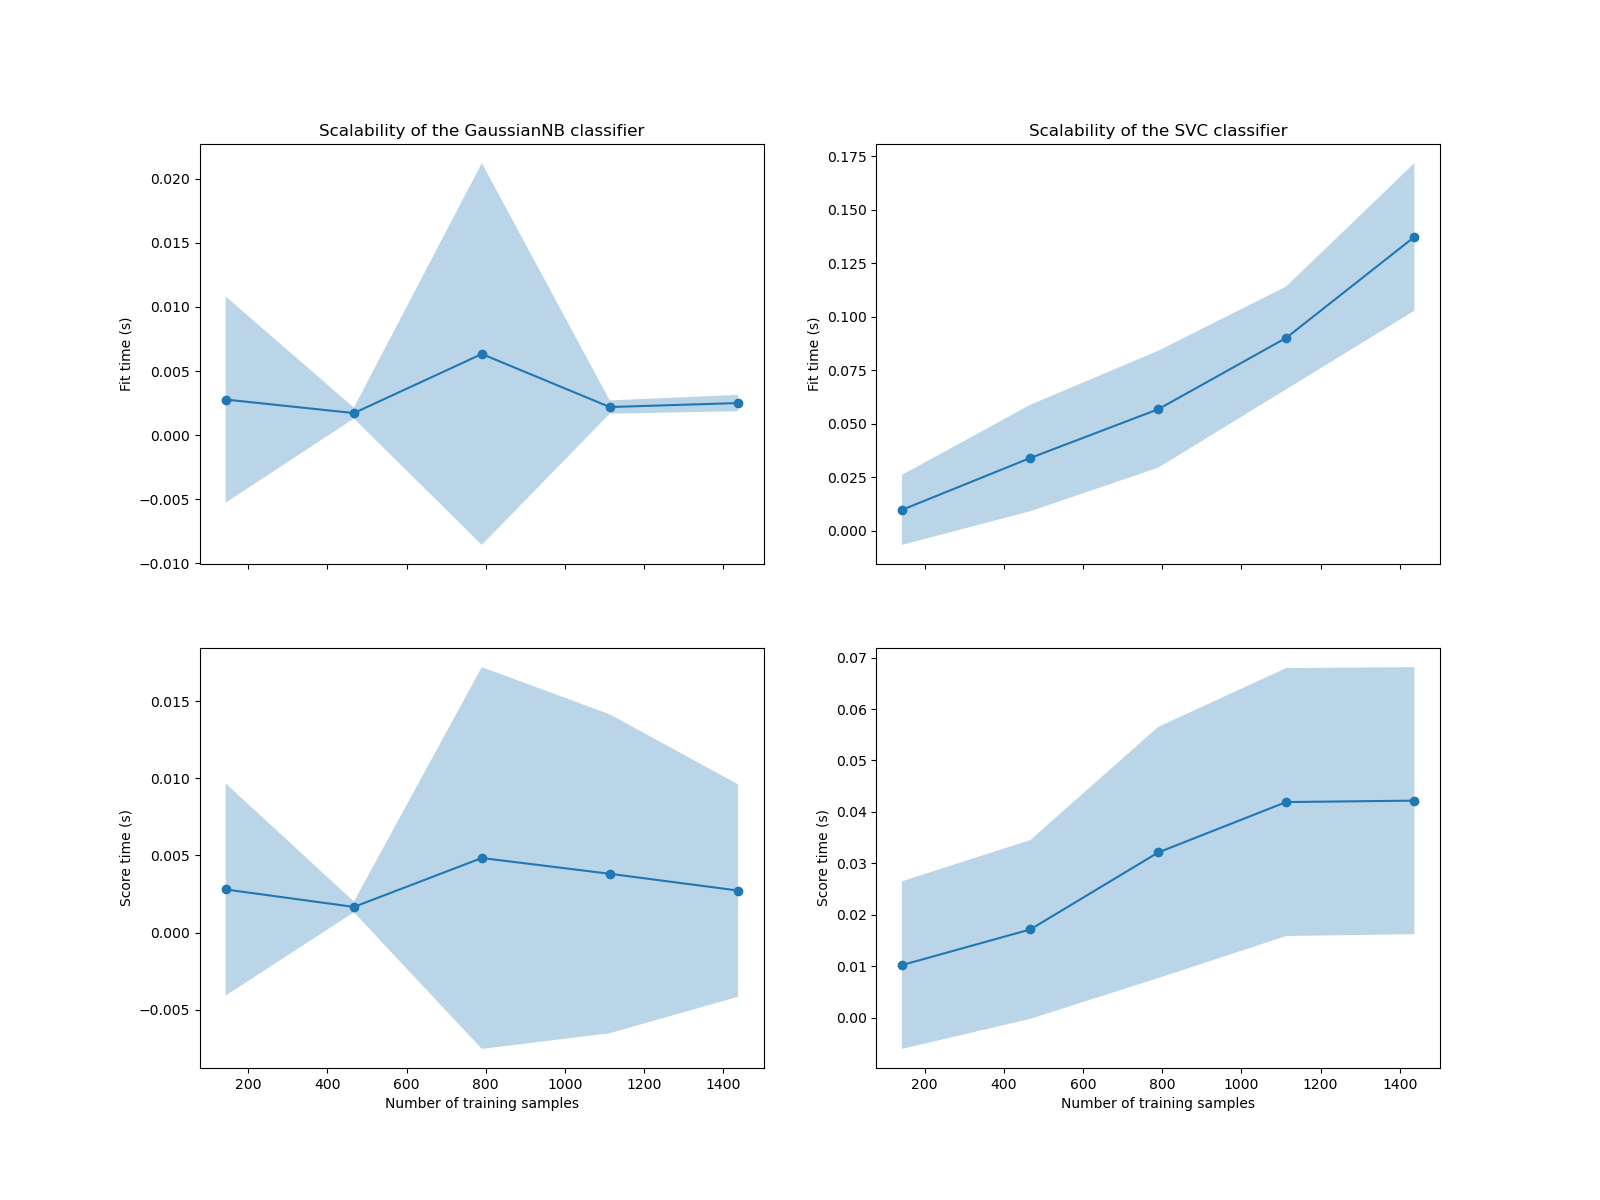 Scalability of the GaussianNB classifier
0.020
0.015
0.010
0.005
0.000
−0.005
−0.010
Fit time (s)
Scalability of the SVC classifier
0.175
0.150
0.125
0.100
0.075
0.050
0.025
0.000
Fit time (s)
0.015
0.010
0.005
0.000
−0.005
Score time (s)
200 400 600 800 1000 1200 1400
Number of training samples
0.07
0.06
0.05
0.04
0.03
0.02
0.01
0.00
Score time (s)
200 400 600 800 1000 1200 1400
Number of training samples